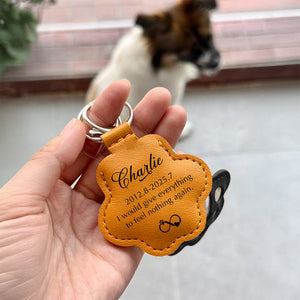 Charlie
2012.8-2025.7
I would give everything
to feel nothing again.